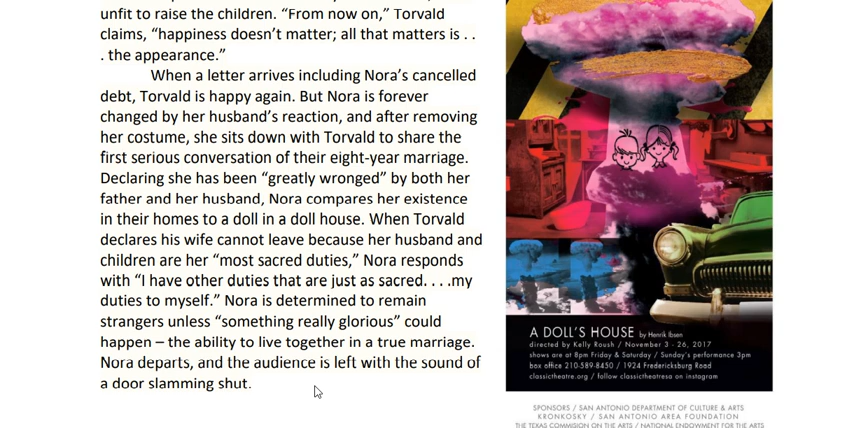 unfit to raise the children. “From now on,” Torvald
claims, “happiness doesn’t matter; all that matters is . .
. the appearance.”
When a letter arrives including Nora’s cancelled
debt, Torvald is happy again. But Nora is forever
changed by her husband’s reaction, and after removing
her costume, she sits down with Torvald to share the
first serious conversation of their eight-year marriage.
Declaring she has been “greatly wronged” by both her
father and her husband, Nora compares her existence
in their homes to a doll in a doll house. When Torvald
declares his wife cannot leave because her husband and
children are her “most sacred duties,” Nora responds
with “I have other duties that are just as sacred. . . .my
duties to myself.” Nora is determined to remain
strangers unless “something really glorious” could
happen – the ability to live together in a true marriage.
Nora departs, and the audience is left with the sound of
a door slamming shut.
A DOLL'S HOUSE by Henrik Ibsen
directed by Kelly Roush / November 3 - 26, 2017
shows are at 8pm Friday & Saturday / Sunday's performance 3pm
box office 210-589-8450 / 1924 Fredericksburg Road
classictheatre.org / follow classictheatresa on instagram
SPONSORS / SAN ANTONIO DEPARTMENT OF CULTURE & ARTS
KRONKOSKY / SAN ANTONIO AREA FOUNDATION
THE TEXAS COMMISION ON THE ARTS / NATIONAL ENDOWMENT FOR THE ARTS